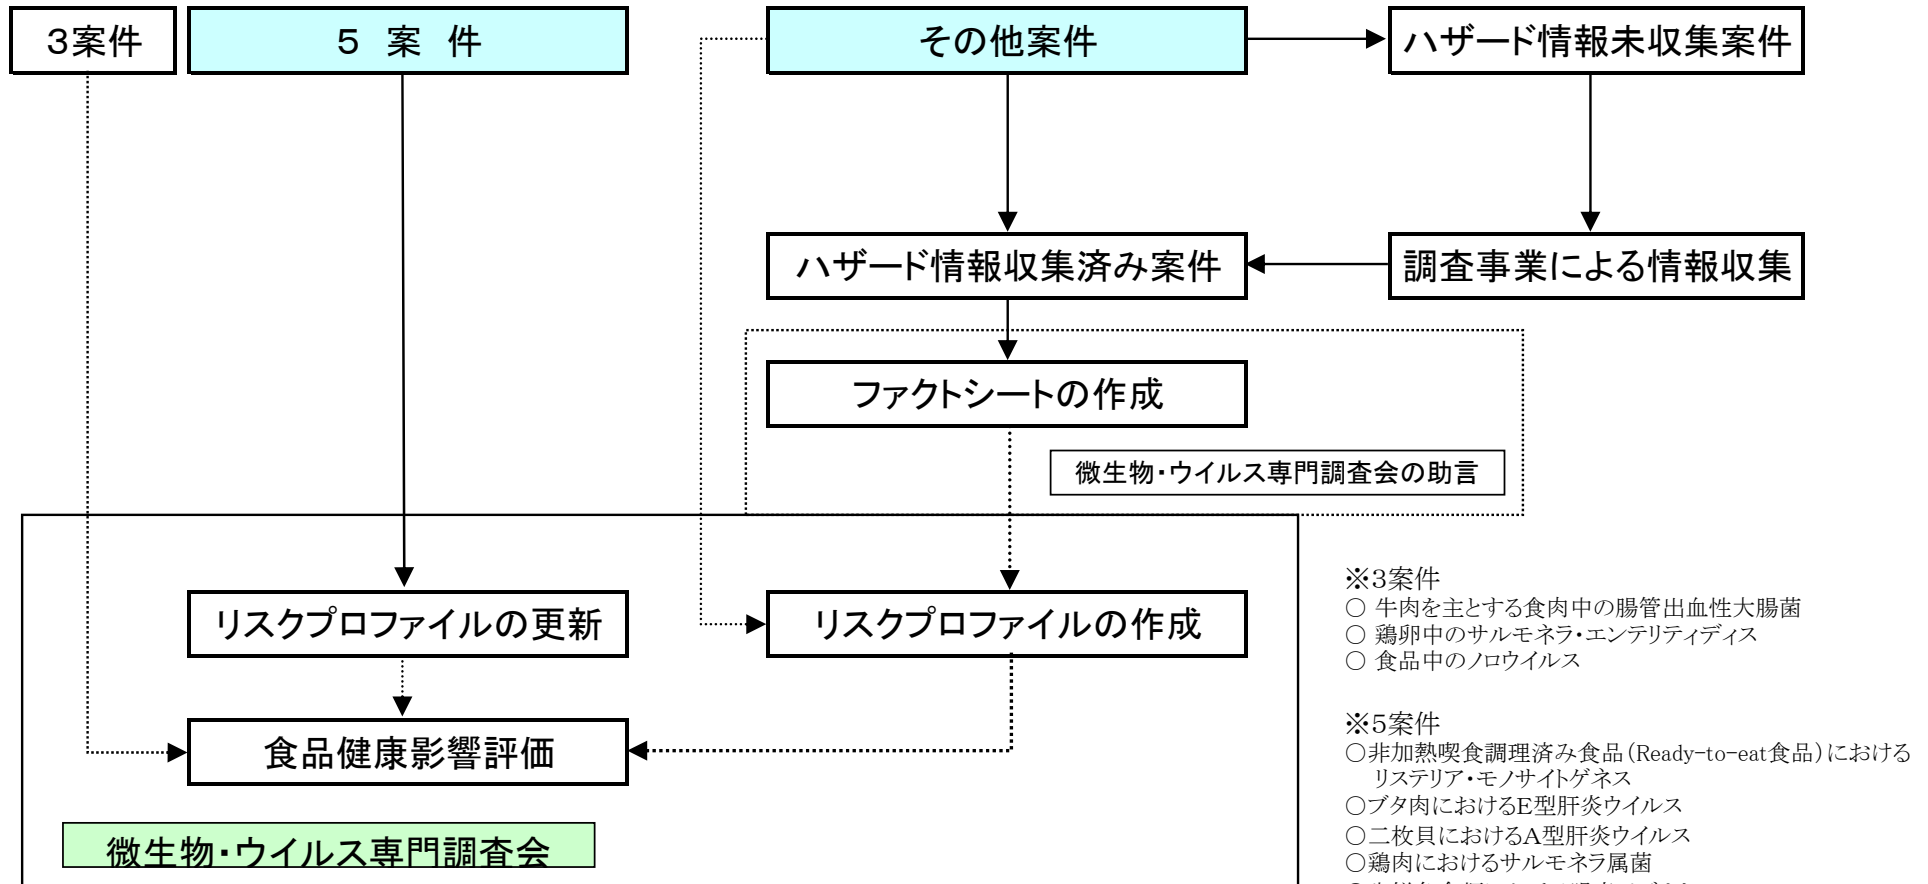 ３案件
５ 案 件
その他案件
ハザード情報未収集案件
ハザード情報収集済み案件
調査事業による情報収集
ファクトシートの作成
微生物・ウイルス専門調査会の助言
リスクプロファイルの更新
リスクプロファイルの作成
食品健康影響評価
微生物・ウイルス専門調査会
※３案件
○ 牛肉を主とする食肉中の腸管出血性大腸菌
○ 鶏卵中のサルモネラ・エンテリティディス
○ 食品中のノロウイルス
※５案件
○非加熱喫食調理済み食品（Ready-to-eat食品）における
リステリア・モノサイトゲネス
○ブタ肉におけるE型肝炎ウイルス
○二枚貝におけるA型肝炎ウイルス
○鶏肉におけるサルモネラ属菌